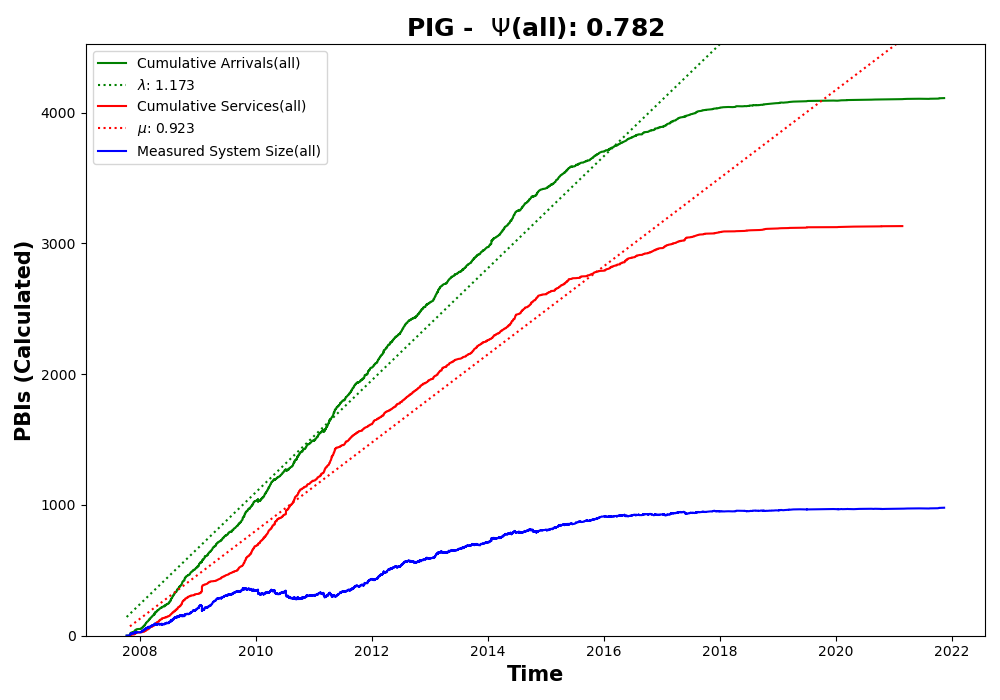 PIG -  Ψ(all): 0.782
Cumulative Arrivals(all)
λ: 1.173
Cumulative Services(all)
μ: 0.923
Measured System Size(all)
PBIs (Calculated)
4000
3000
2000
1000
0
2008 2010 2012 2014 2016 2018 2020 2022
Time